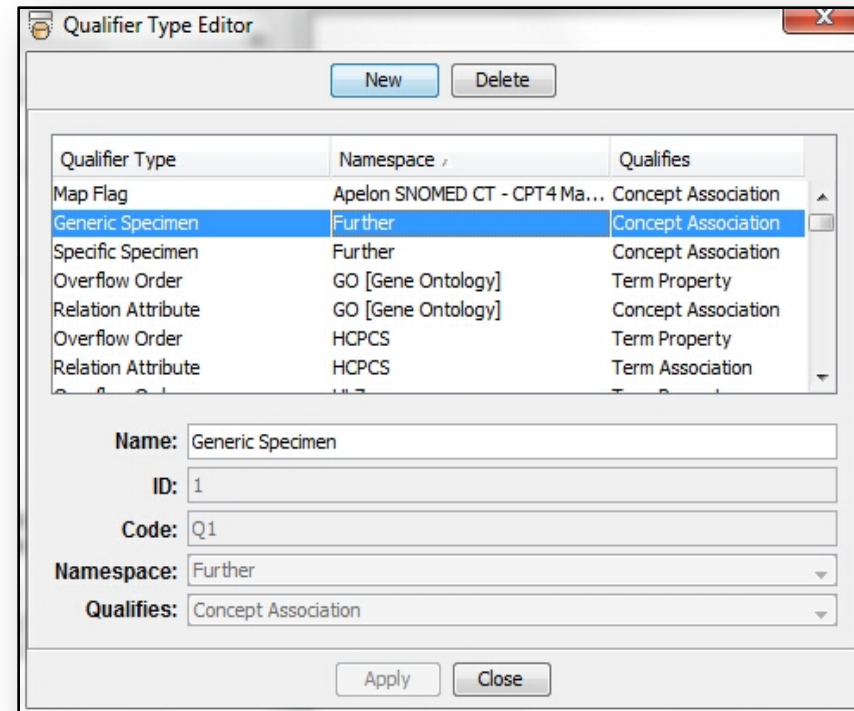 Qualifier Type Editor
X
New Delete
Qualifier Type Namespace Qualifies
Map Flag Apelon SNOMED CT - CPT4 Ma... Concept Association
Generic Specimen Further Concept Association
Specific Specimen Further Concept Association
Overflow Order GO [Gene Ontology] Term Property
Relation Attribute GO [Gene Ontology] Concept Association
Overflow Order HCPCS Term Property
Relation Attribute HCPCS Term Association
Name: Generic Specimen
ID: 1
Code: Q1
Namespace: Further
Qualifies: Concept Association
Apply Close